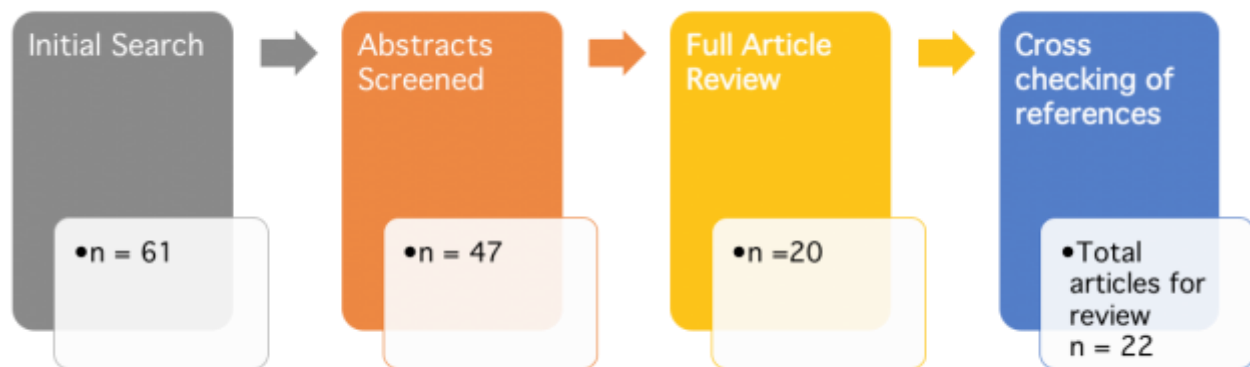 Initial Search
•n = 61
Abstracts
Screened
•n = 47
Full Article
Review
•n =20
Cross
checking of
references
•Total
articles for
review
n = 22